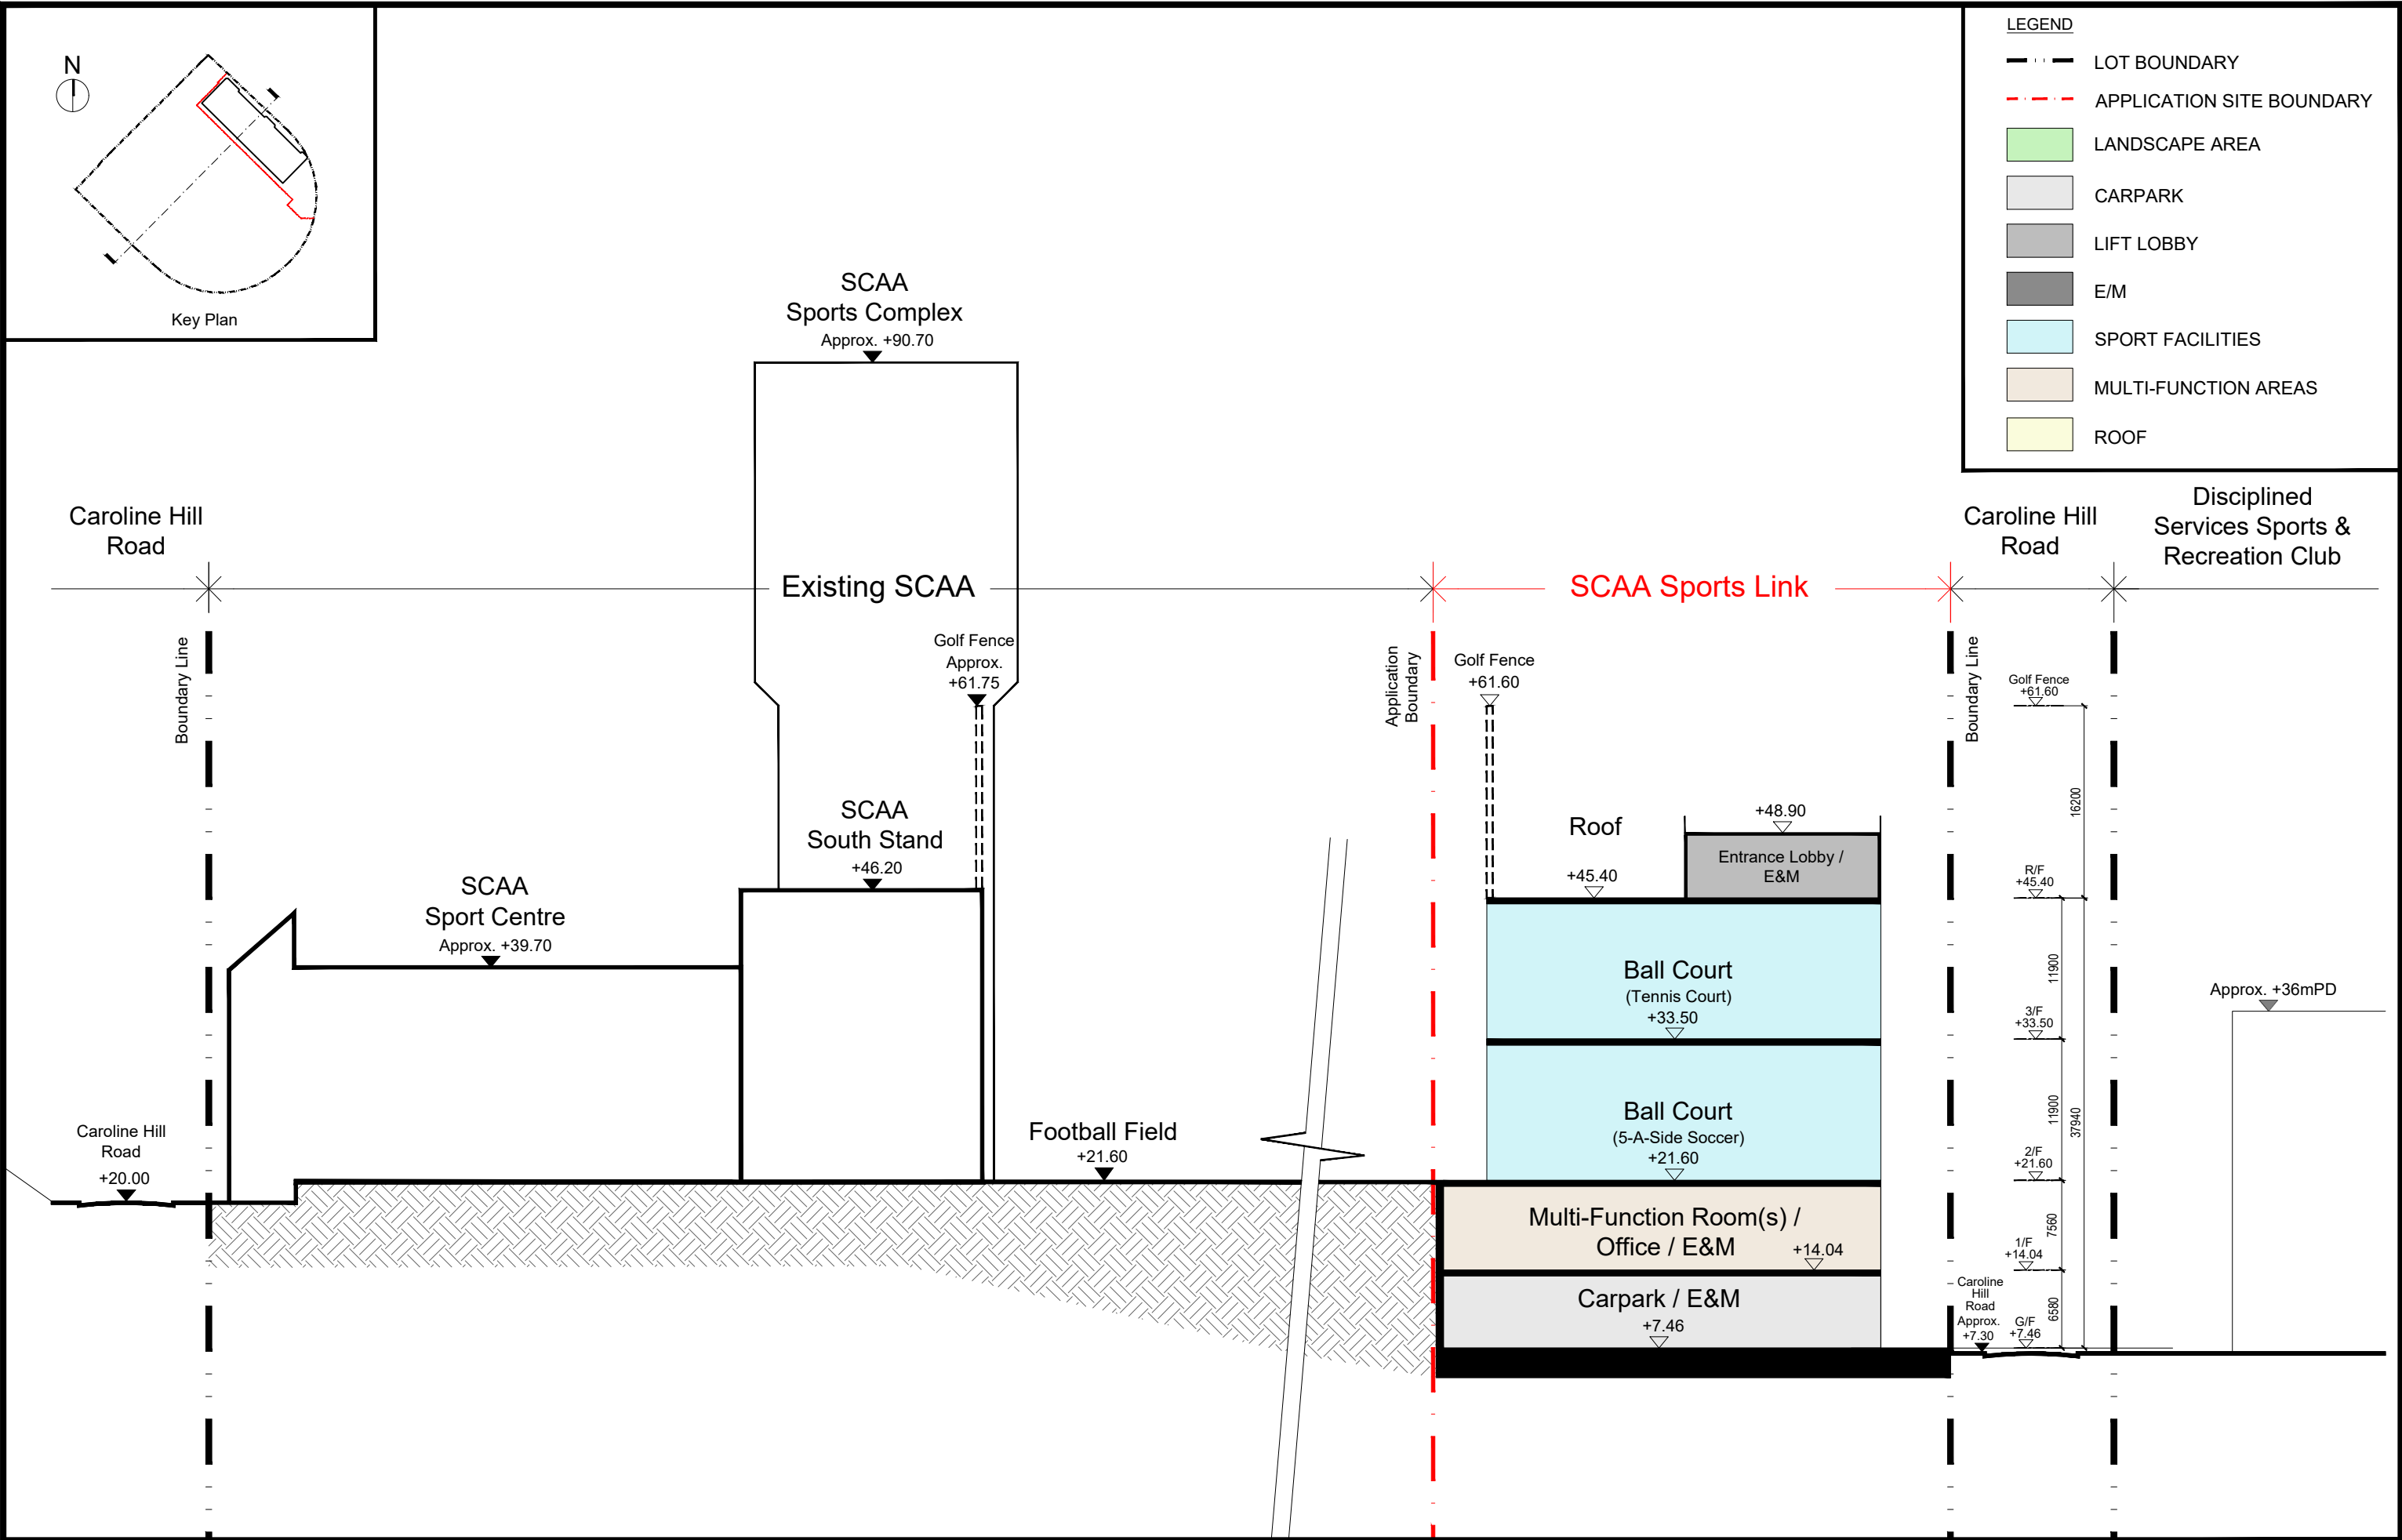 N
Key Plan
LEGEND
LOT BOUNDARY
APPLICATION SITE BOUNDARY
LANDSCAPE AREA
CARPARK
LIFT LOBBY
E/M
SPORT FACILITIES
MULTI-FUNCTION AREAS
ROOF
SCAA
Sports Complex
Approx. +90.70
Caroline Hill
Road
Existing SCAA
SCAA Sports Link
Caroline Hill
Road
Disciplined
Services Sports &
Recreation Club
Boundary Line
Golf Fence
Approx.
+61.75
Application
Boundary
Golf Fence
+61.60
Boundary Line
Golf Fence
+61.60
16200
SCAA
South Stand
+46.20
SCAA
Sport Centre
Approx. +39.70
Roof
+45.40
+48.90
Entrance Lobby /
E&M
R/F
+45.40
Ball Court
(Tennis Court)
+33.50
11900
3/F
+33.50
Approx. +36mPD
Caroline Hill
Road
+20.00
Football Field
+21.60
Ball Court
(5-A-Side Soccer)
+21.60
11900
37940
2/F
+21.60
Multi-Function Room(s) /
Office / E&M
+14.04
7560
1/F
+14.04
Carpark / E&M
+7.46
Caroline
Hill
Road
Approx.
+7.30
G/F
+7.46
6580